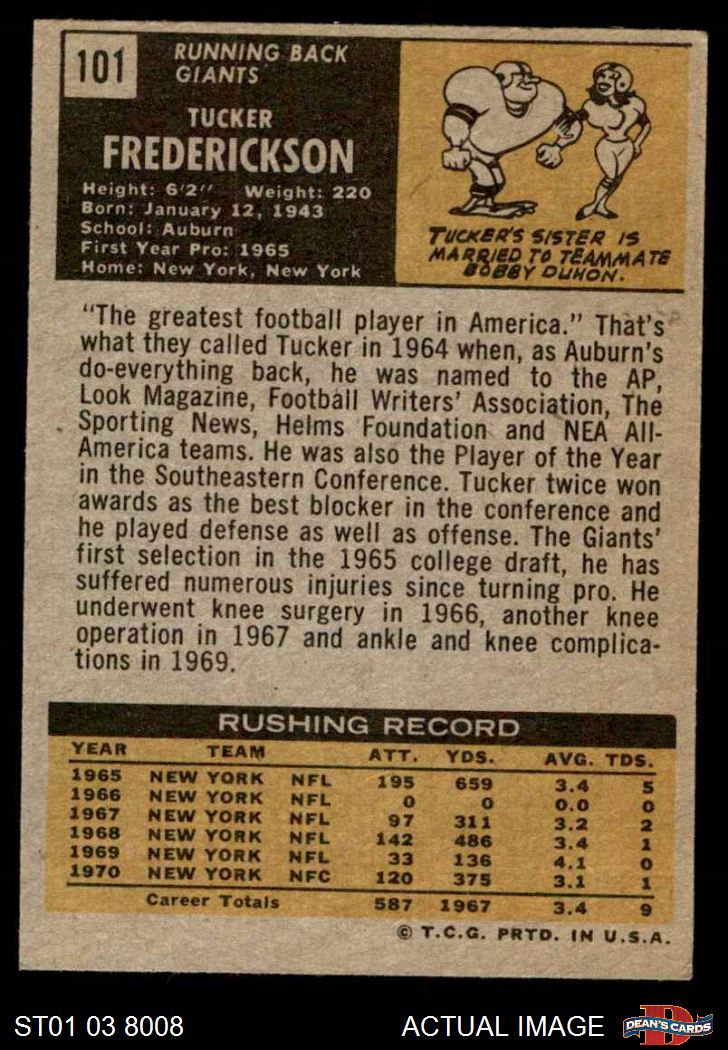 101
RUNNING BACK
GIANTS
TUCKER
FREDERICKSON
Height: 6'2" Weight: 220
Born: January 12, 1943
School: Auburn
First Year Pro: 1965
Home: New York, New York
TUCKER'S SISTER IS
MARRIED TO TEAMMATE
BOBBY DUHON.
"The greatest football player in America." That's
what they called Tucker in 1964 when, as Auburn's
do-everything back, he was named to the AP,
Look Magazine, Football Writers' Association, The
Sporting News, Helms Foundation and NEA All-
America teams. He was also the Player of the Year
in the Southeastern Conference. Tucker twice won
awards as the best blocker in the conference and
he played defense as well as offense. The Giants'
first selection in the 1965 college draft, he has
suffered numerous injuries since turning pro. He
underwent knee surgery in 1966, another knee
operation in 1967 and ankle and knee complica-
tions in 1969.
RUSHING RECORD
YEAR TEAM ATT. YDS. AVG. TDS.
1965 NEW YORK NFL 195 659 3.4 5
1966 NEW YORK NFL 0 0 0.0 0
1967 NEW YORK NFL 97 311 3.2 2
1968 NEW YORK NFL 142 486 3.4 1
1969 NEW YORK NFL 33 136 4.1 0
1970 NEW YORK NFC 120 375 3.1 1
Career Totals 587 1967 3.4 9
© T.C.G. PRTD. IN U.S.A.
ST01 03 8008 ACTUAL IMAGE DEAN'S CARDS